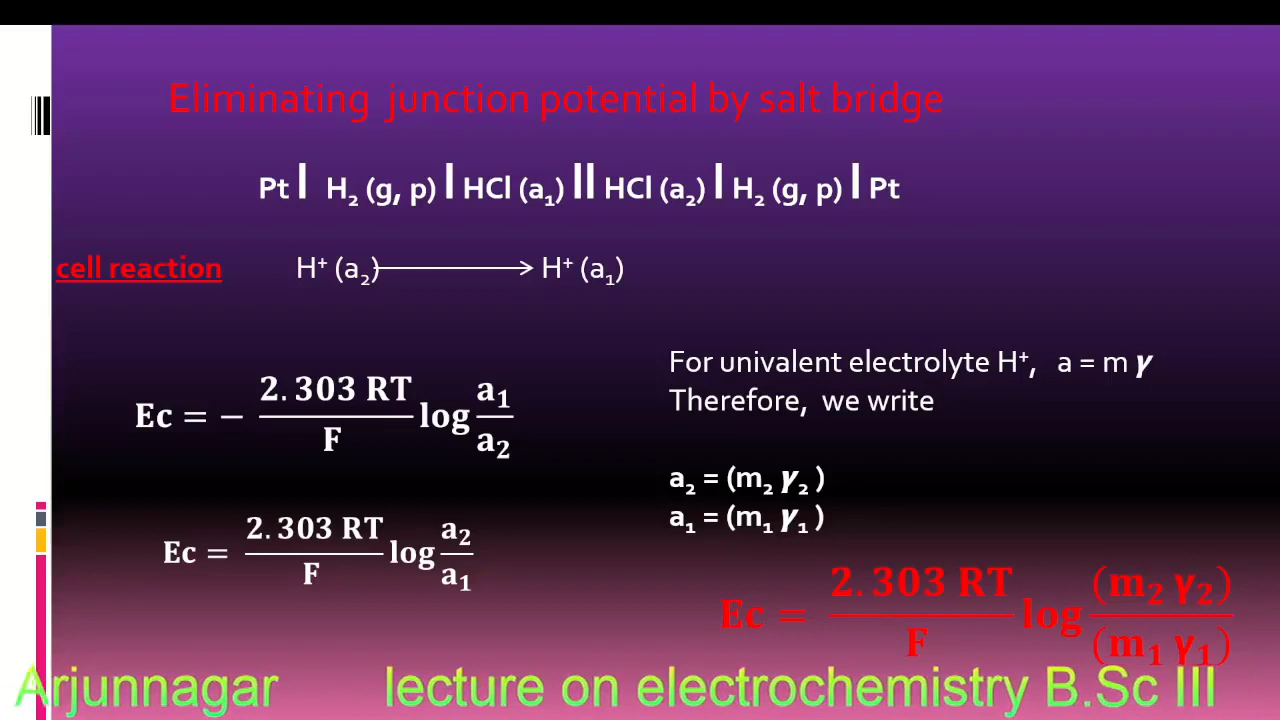 Eliminating junction potential by salt bridge
Pt | H₂ (g, p) | HCl (a₁) || HCl (a₂) | H₂ (g, p) | Pt
cell reaction H⁺ (a₂) ⟶ H⁺ (a₁)
Ec = − 2.303 RT / F log a₁ / a₂
Ec = 2.303 RT / F log a₂ / a₁
For univalent electrolyte H⁺, a = m γ
Therefore, we write
a₂ = (m₂ γ₂ )
a₁ = (m₁ γ₁ )
Ec = 2.303 RT / F log (m₂ γ₂) / (m₁ γ₁)
Arjunnagar lecture on electrochemistry B.Sc III